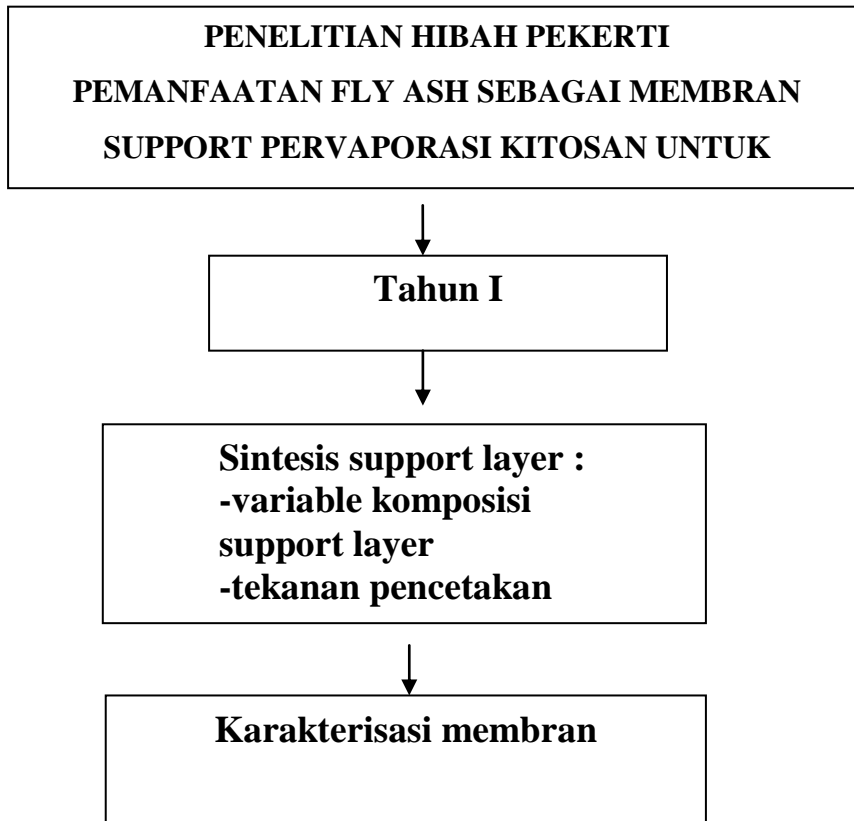 PENELITIAN HIBAH PEKERTI
PEMANFAATAN FLY ASH SEBAGAI MEMBRAN
SUPPORT PERVAPORASI KITOSAN UNTUK
Tahun I
Sintesis support layer :
-variable komposisi
support layer
-tekanan pencetakan
Karakterisasi membran